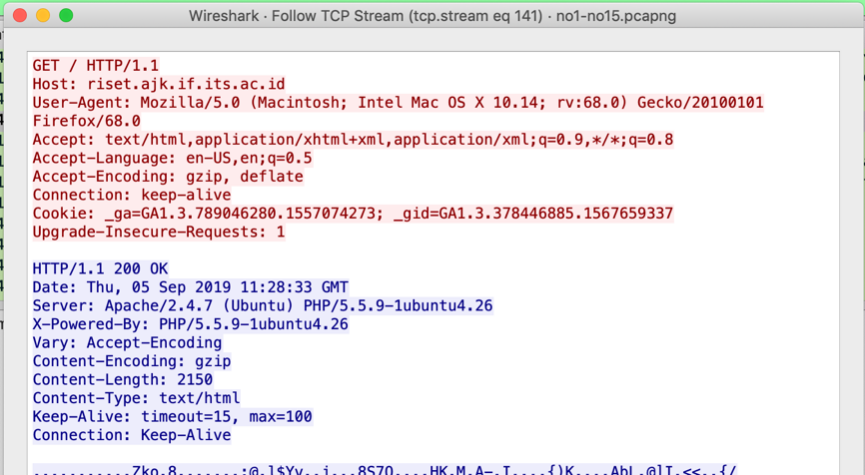 Wireshark · Follow TCP Stream (tcp.stream eq 141) · no1-no15.pcapng
GET / HTTP/1.1
Host: riset.ajk.if.its.ac.id
User-Agent: Mozilla/5.0 (Macintosh; Intel Mac OS X 10.14; rv:68.0) Gecko/20100101
Firefox/68.0
Accept: text/html,application/xhtml+xml,application/xml;q=0.9,*/*;q=0.8
Accept-Language: en-US,en;q=0.5
Accept-Encoding: gzip, deflate
Connection: keep-alive
Cookie: _ga=GA1.3.789046280.1557074273; _gid=GA1.3.378446885.1567659337
Upgrade-Insecure-Requests: 1
HTTP/1.1 200 OK
Date: Thu, 05 Sep 2019 11:28:33 GMT
Server: Apache/2.4.7 (Ubuntu) PHP/5.5.9-1ubuntu4.26
X-Powered-By: PHP/5.5.9-1ubuntu4.26
Vary: Accept-Encoding
Content-Encoding: gzip
Content-Length: 2150
Content-Type: text/html
Keep-Alive: timeout=15, max=100
Connection: Keep-Alive